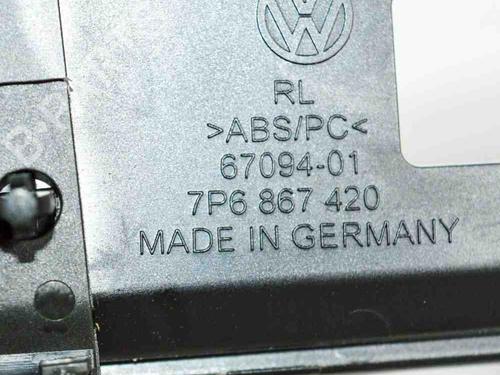 RL
>ABS/PC<
67094-01
7P6 867 420
MADE IN GERMANY